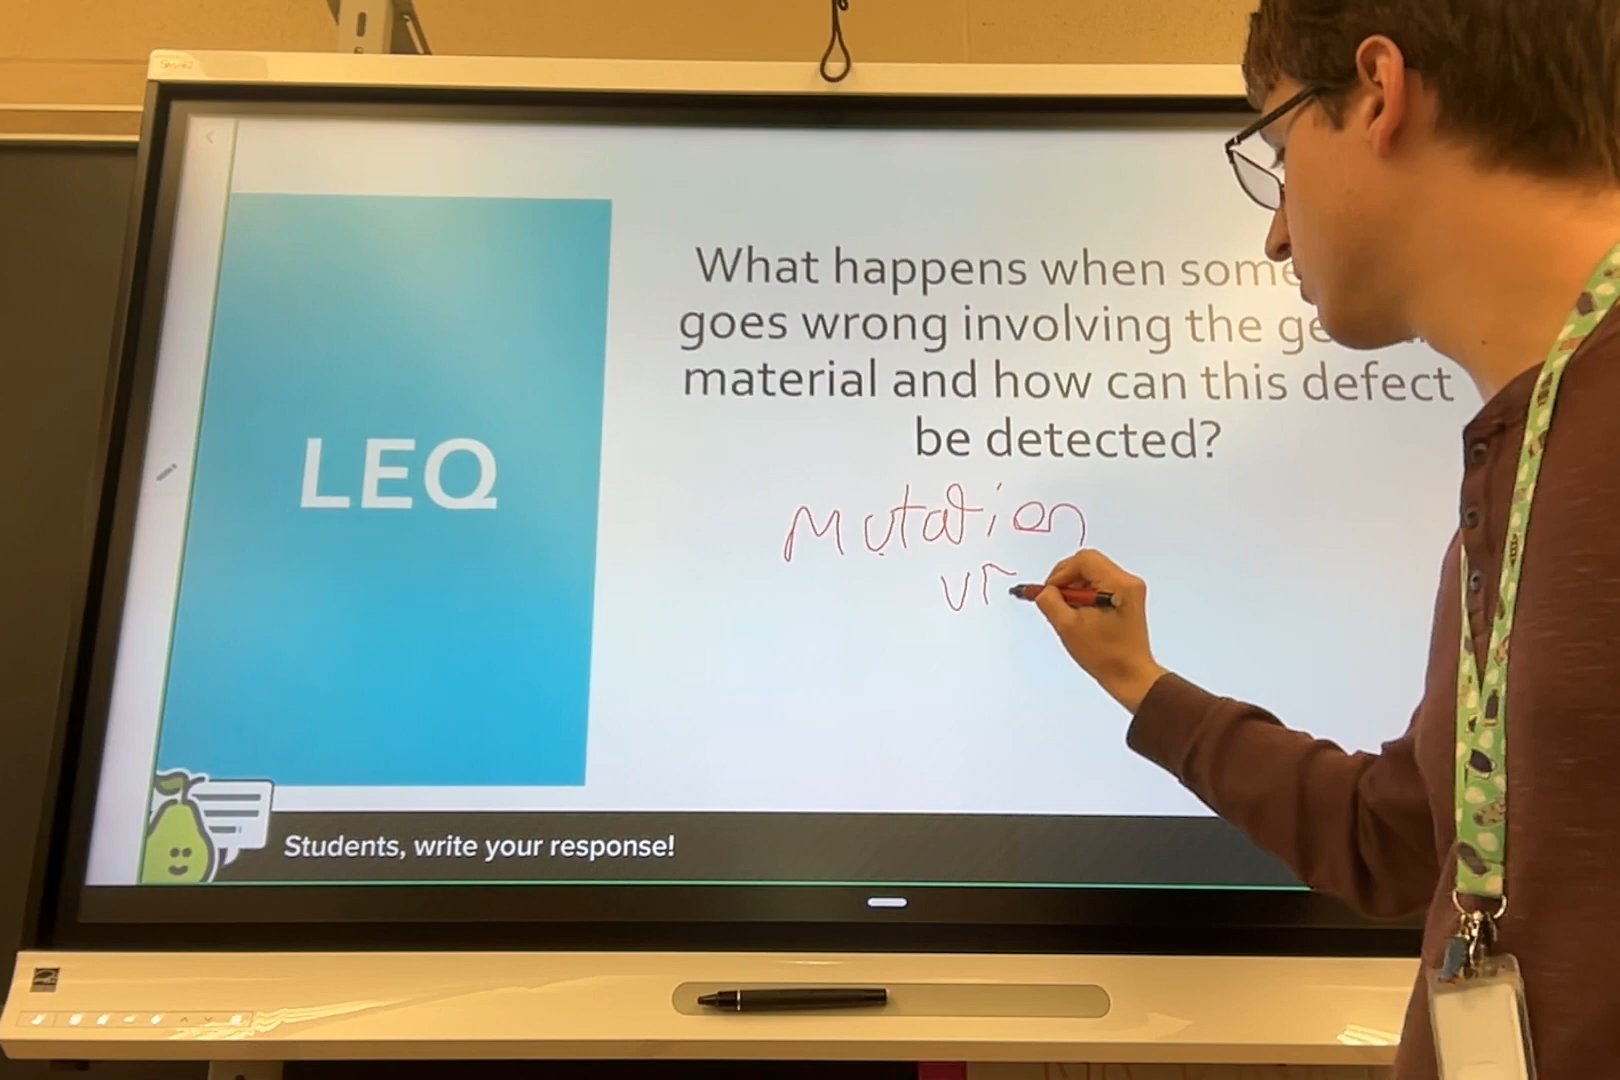 SMART
LEQ
What happens when some
goes wrong involving the ge
material and how can this defect
be detected?
Mutation
Students, write your response!